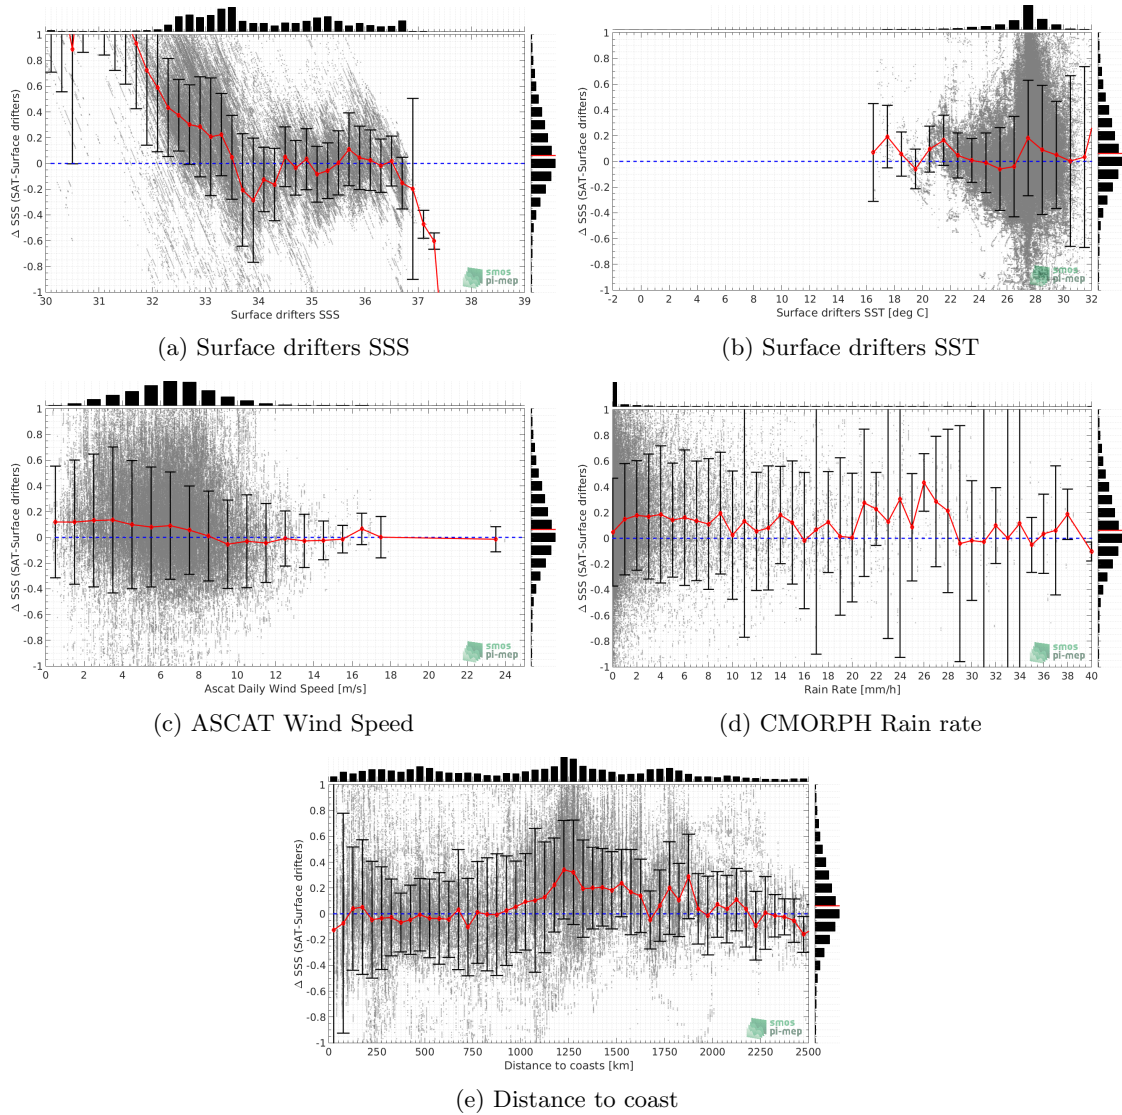 1
0.8
0.6
0.4
0.2
0
-0.2
-0.4
-0.6
-0.8
-1
Δ SSS (SAT-Surface drifters)
30 31 32 33 34 35 36 37 38 39
Surface drifters SSS
smos
pi-mep
(a) Surface drifters SSS
1
0.8
0.6
0.4
0.2
0
-0.2
-0.4
-0.6
-0.8
-1
Δ SSS (SAT-Surface drifters)
-2 0 2 4 6 8 10 12 14 16 18 20 22 24 26 28 30 32
Surface drifters SST [deg C]
smos
pi-mep
(b) Surface drifters SST
1
0.8
0.6
0.4
0.2
0
-0.2
-0.4
-0.6
-0.8
-1
Δ SSS (SAT-Surface drifters)
0 2 4 6 8 10 12 14 16 18 20 22 24
Ascat Daily Wind Speed [m/s]
smos
pi-mep
(c) ASCAT Wind Speed
1
0.8
0.6
0.4
0.2
0
-0.2
-0.4
-0.6
-0.8
-1
Δ SSS (SAT-Surface drifters)
0 2 4 6 8 10 12 14 16 18 20 22 24 26 28 30 32 34 36 38 40
Rain Rate [mm/h]
smos
pi-mep
(d) CMORPH Rain rate
1
0.8
0.6
0.4
0.2
0
-0.2
-0.4
-0.6
-0.8
-1
Δ SSS (SAT-Surface drifters)
0 250 500 750 1000 1250 1500 1750 2000 2250 2500
Distance to coasts [km]
smos
pi-mep
(e) Distance to coast